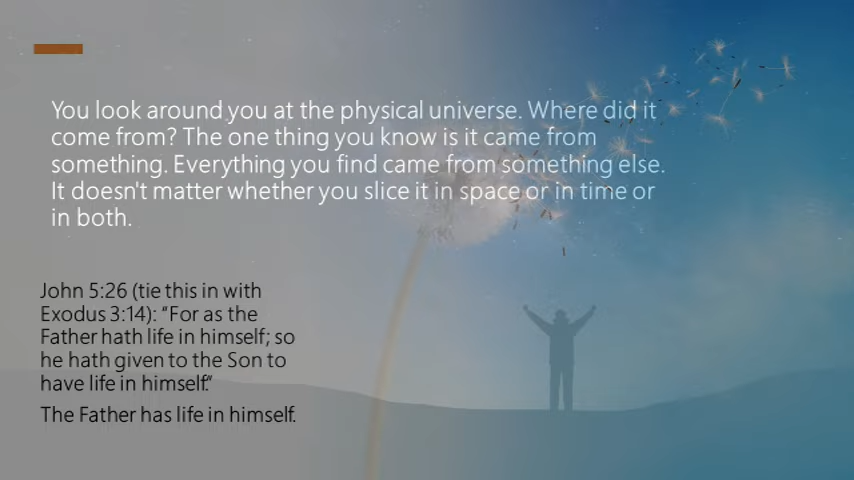 You look around you at the physical universe. Where did it
come from? The one thing you know is it came from
something. Everything you find came from something else.
It doesn't matter whether you slice it in space or in time or
in both.
John 5:26 (tie this in with
Exodus 3:14): “For as the
Father hath life in himself; so
he hath given to the Son to
have life in himself.”
The Father has life in himself.